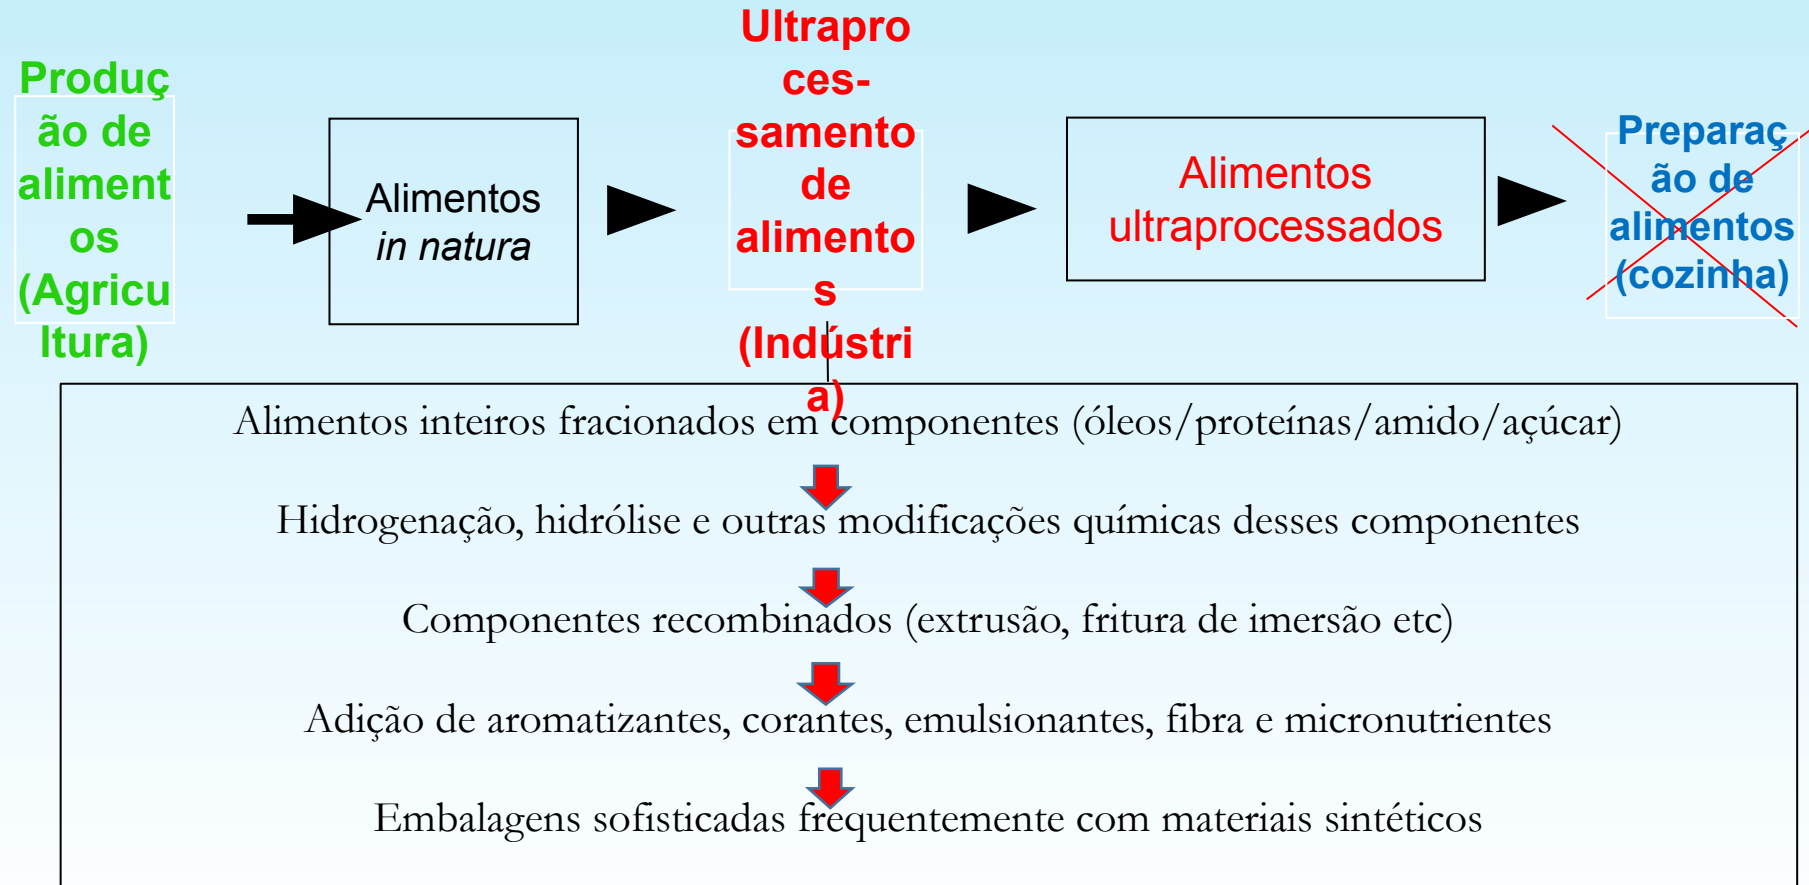 Produç
ão de
aliment
os
(Agricu
ltura)
Alimentos
in natura
Ultrapro
ces-
samento
de
alimento
s
(Indústri
a)
Alimentos
ultraprocessados
Preparaç
ão de
alimentos
(cozinha)
Alimentos inteiros fracionados em componentes (óleos/proteínas/amido/açúcar)
Hidrogenação, hidrólise e outras modificações químicas desses componentes
Componentes recombinados (extrusão, fritura de imersão etc)
Adição de aromatizantes, corantes, emulsionantes, fibra e micronutrientes
Embalagens sofisticadas frequentemente com materiais sintéticos